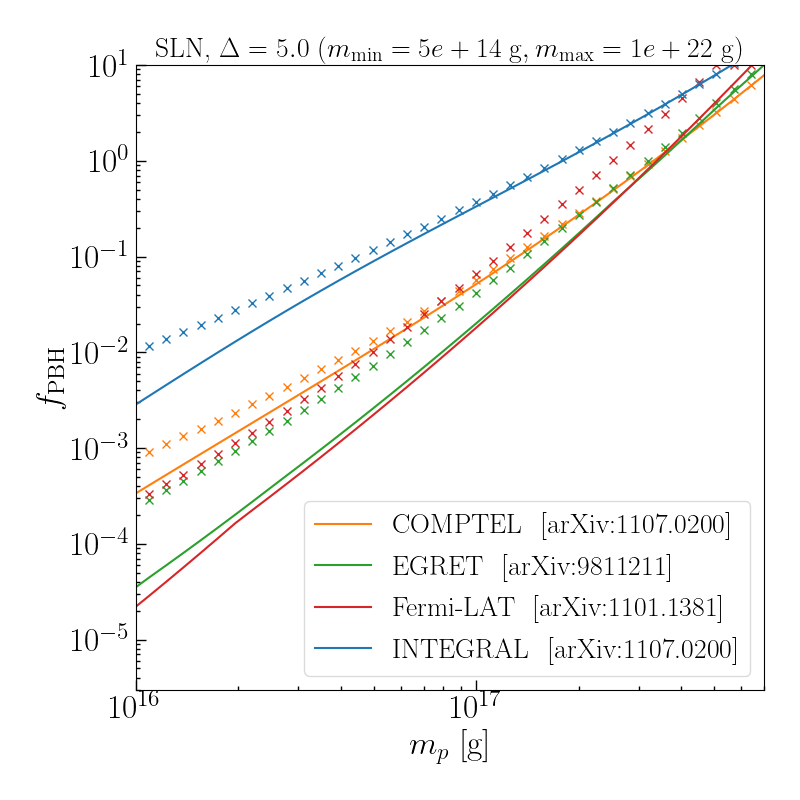 SLN, Δ = 5.0 (m_min = 5e + 14 g, m_max = 1e + 22 g)
10^1
10^0
10^−1
10^−2
10^−3
10^−4
10^−5
f_PBH
COMPTEL [arXiv:1107.0200]
EGRET [arXiv:9811211]
Fermi-LAT [arXiv:1101.1381]
INTEGRAL [arXiv:1107.0200]
10^16 10^17
m_p [g]